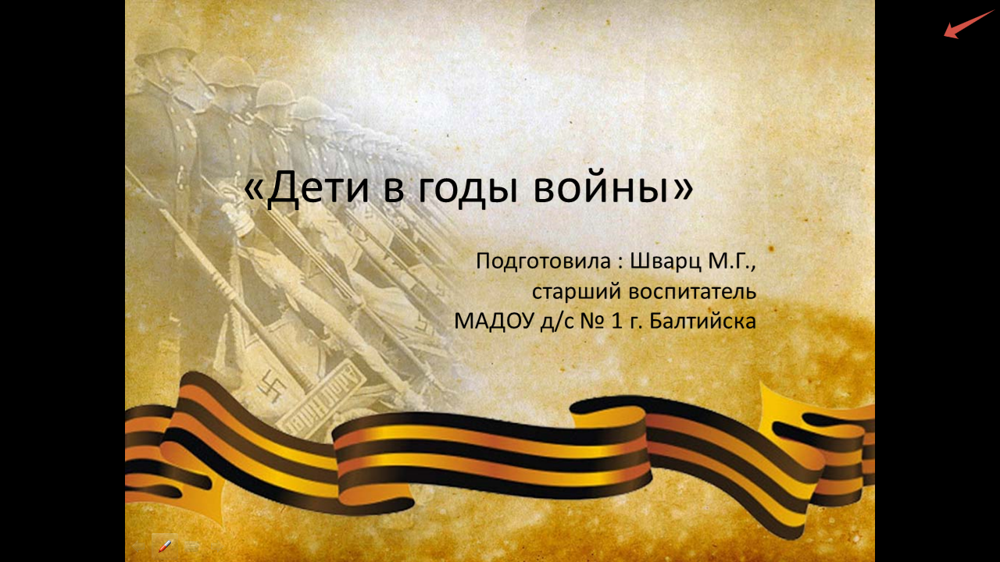 «Дети в годы войны»
Подготовила : Шварц М.Г.,
старший воспитатель
МАДОУ д/с № 1 г. Балтийска